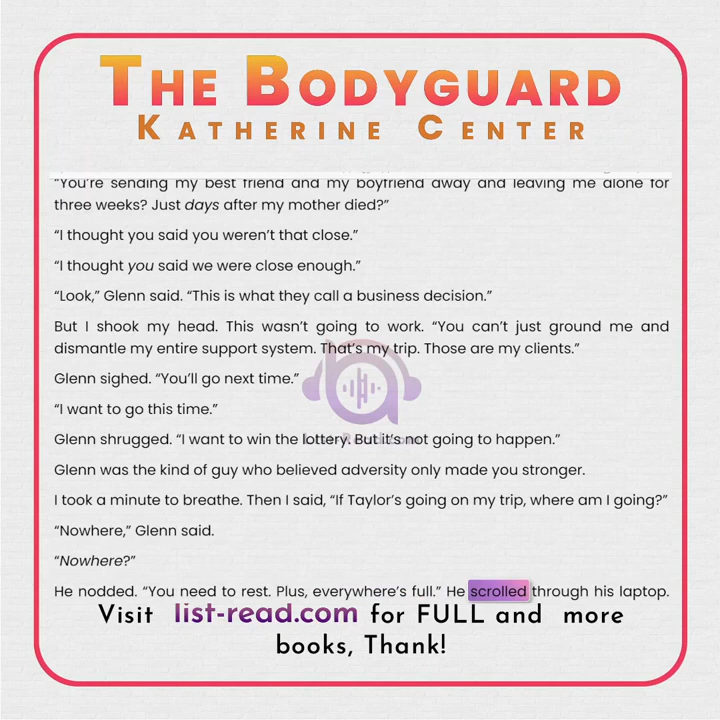 THE BODYGUARD
KATHERINE CENTER
“You’re sending my best friend and my boyfriend away and leaving me alone for
three weeks? Just days after my mother died?”
“I thought you said you weren’t that close.”
“I thought you said we were close enough.”
“Look,” Glenn said. “This is what they call a business decision.”
But I shook my head. This wasn’t going to work. “You can’t just ground me and
dismantle my entire support system. That’s my trip. Those are my clients.”
Glenn sighed. “You’ll go next time.”
“I want to go this time.”
Glenn shrugged. “I want to win the lottery. But it’s not going to happen.”
Glenn was the kind of guy who believed adversity only made you stronger.
I took a minute to breathe. Then I said, “If Taylor’s going on my trip, where am I going?”
“Nowhere,” Glenn said.
“Nowhere?”
He nodded. “You need to rest. Plus, everywhere’s full.” He scrolled through his laptop.
Visit list-read.com for FULL and more
books, Thank!